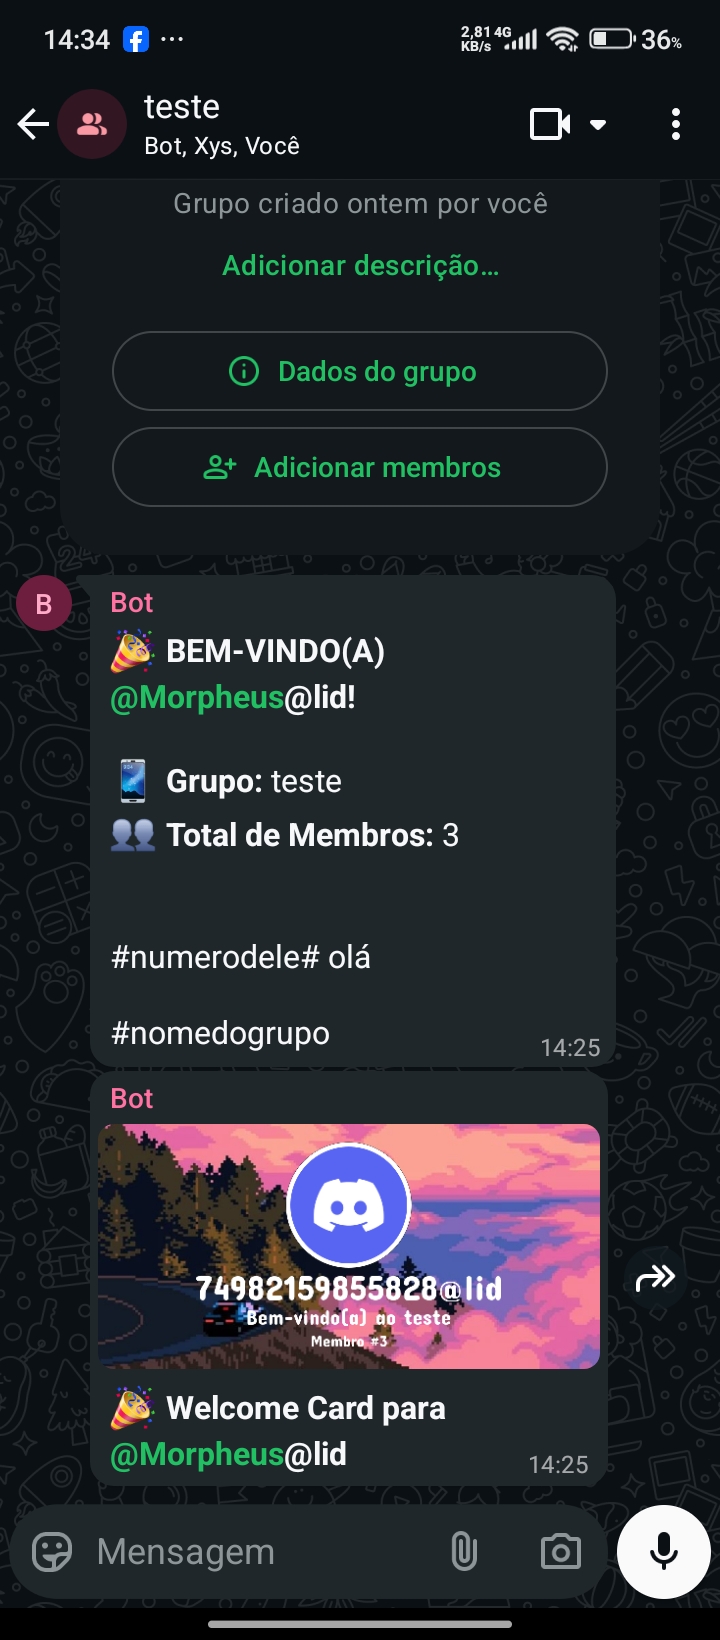 14:34
2,81 4G
KB/s
36%
teste
Bot, Xys, Você
Grupo criado ontem por você
Adicionar descrição...
Dados do grupo
Adicionar membros
B
Bot
BEM-VINDO(A)
@Morpheus@lid!
Grupo: teste
Total de Membros: 3
#numerodele# olá
#nomedogrupo
14:25
Bot
74982159855828@lid
Bem-vindo(a) ao teste
Membro #3
Welcome Card para
@Morpheus@lid
14:25
Mensagem